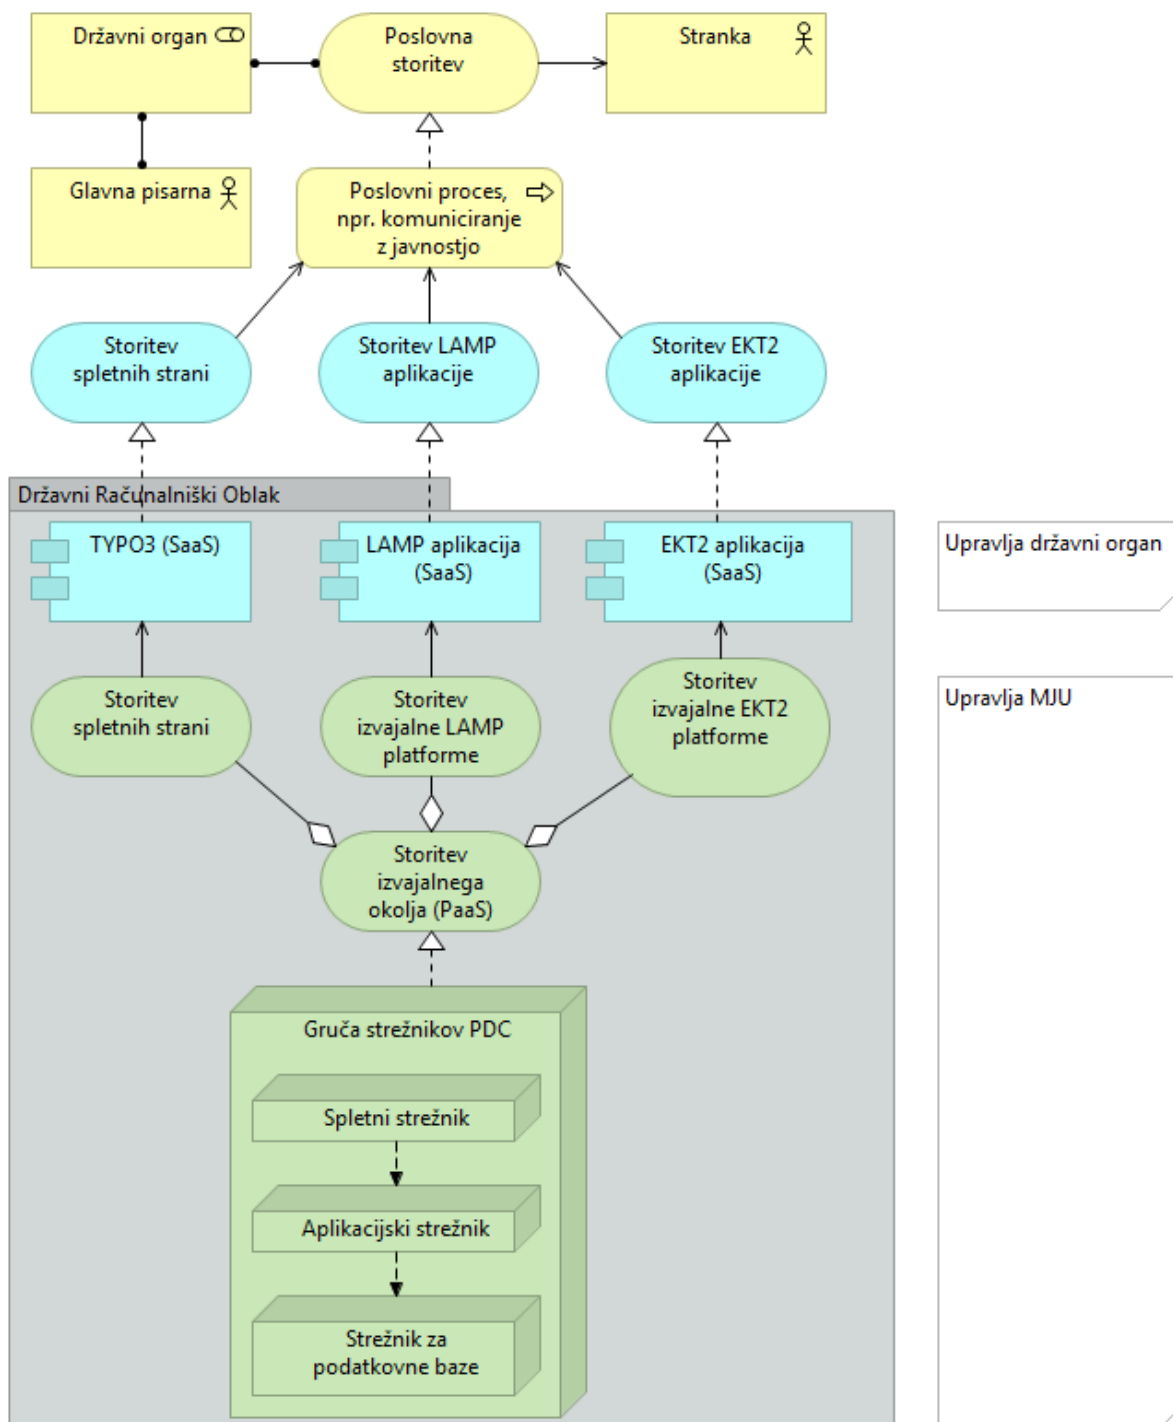 Državni organ
Poslovna
storitev
Stranka
Glavna pisarna
Poslovni proces,
npr. komuniciranje
z javnostjo
Storitev
spletnih strani
Storitev LAMP
aplikacije
Storitev EKT2
aplikacije
Državni Računalniški Oblak
TYPO3 (SaaS)
LAMP aplikacija
(SaaS)
EKT2 aplikacija
(SaaS)
Upravlja državni organ
Storitev
spletnih strani
Storitev
izvajalne LAMP
platforme
Storitev
izvajalne EKT2
platforme
Upravlja MJU
Storitev
izvajalnega
okolja (PaaS)
Gruča strežnikov PDC
Spletni strežnik
Aplikacijski strežnik
Strežnik za
podatkovne baze